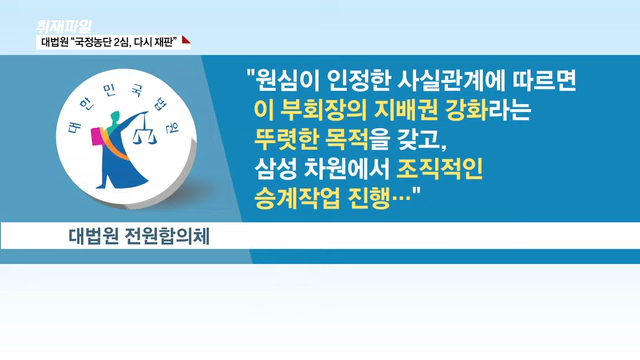 취재파일
대법원 "국정농단 2심, 다시 재판"
대한민국법원
"원심이 인정한 사실관계에 따르면
이 부회장의 지배권 강화라는
뚜렷한 목적을 갖고,
삼성 차원에서 조직적인
승계작업 진행…"
대법원 전원합의체